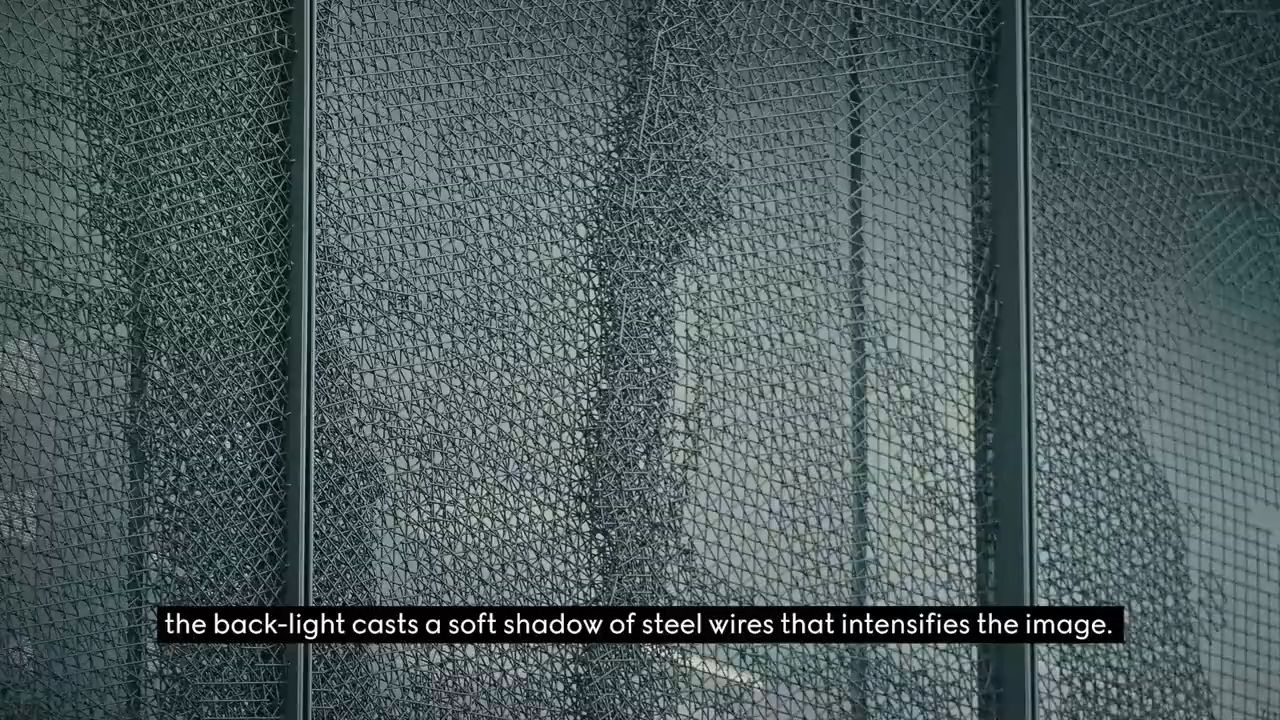 the back-light casts a soft shadow of steel wires that intensifies the image.